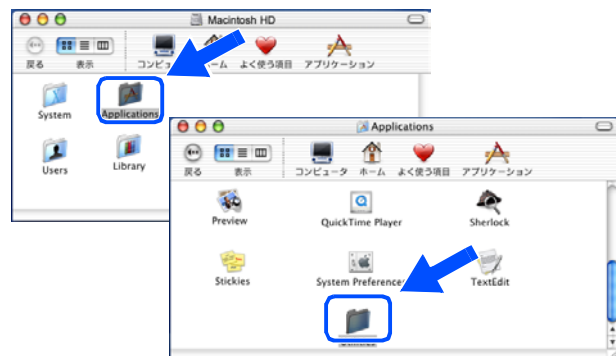 Macintosh HD
戻る 表示 コンピュータ ホーム よく使う項目 アプリケーション
System Applications
Users Library
Applications
戻る 表示 コンピュータ ホーム よく使う項目 アプリケーション
Preview QuickTime Player Sherlock
Stickies System Preferences TextEdit